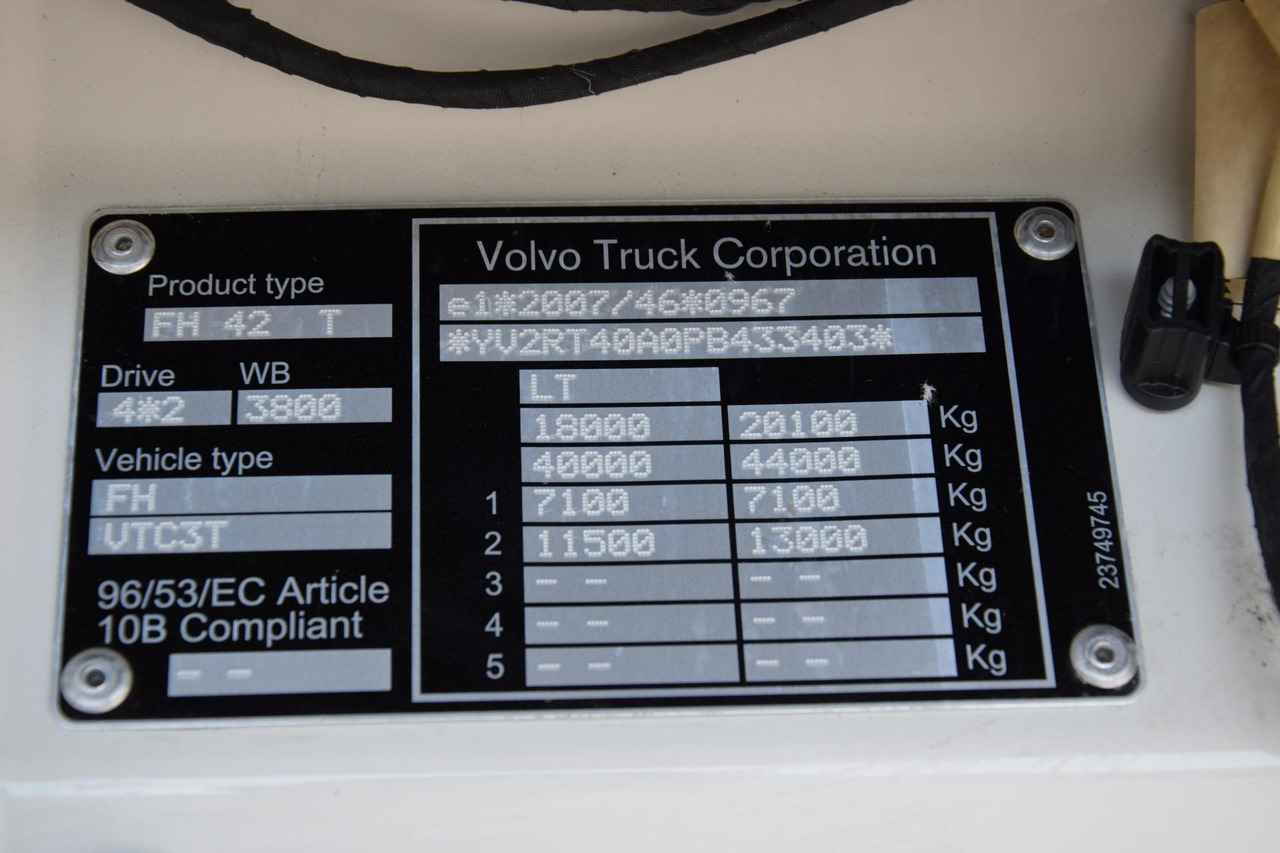 Volvo Truck Corporation
e1*2007/46*0967
*YV2RT40A0PB433403*
Product type
FH 42 T
Drive WB
4*2 3800
Vehicle type
FH
VTC3T
96/53/EC Article
10B Compliant
- -
LT
18000 20100 Kg
40000 44000 Kg
1 7100 7100 Kg
2 11500 13000 Kg
3 - - - - Kg
4 - - - - Kg
5 - - - - Kg
23749745